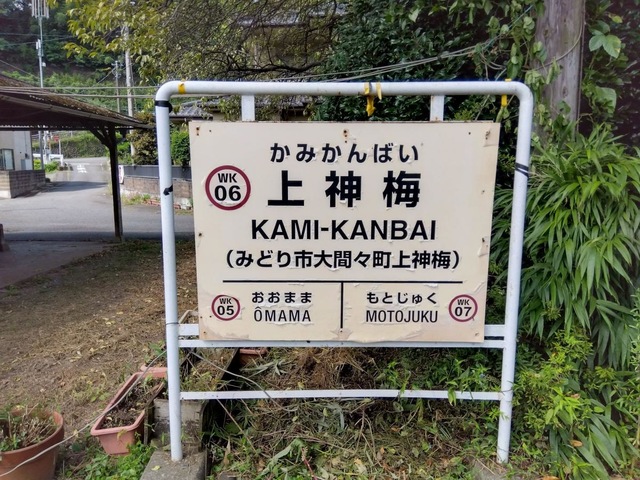 かみかんばい
WK
06
上神梅
KAMI-KANBAI
(みどり市大間々町上神梅)
WK
05
おおまま
ŌMAMA
もとじゅく
MOTOJUKU
WK
07